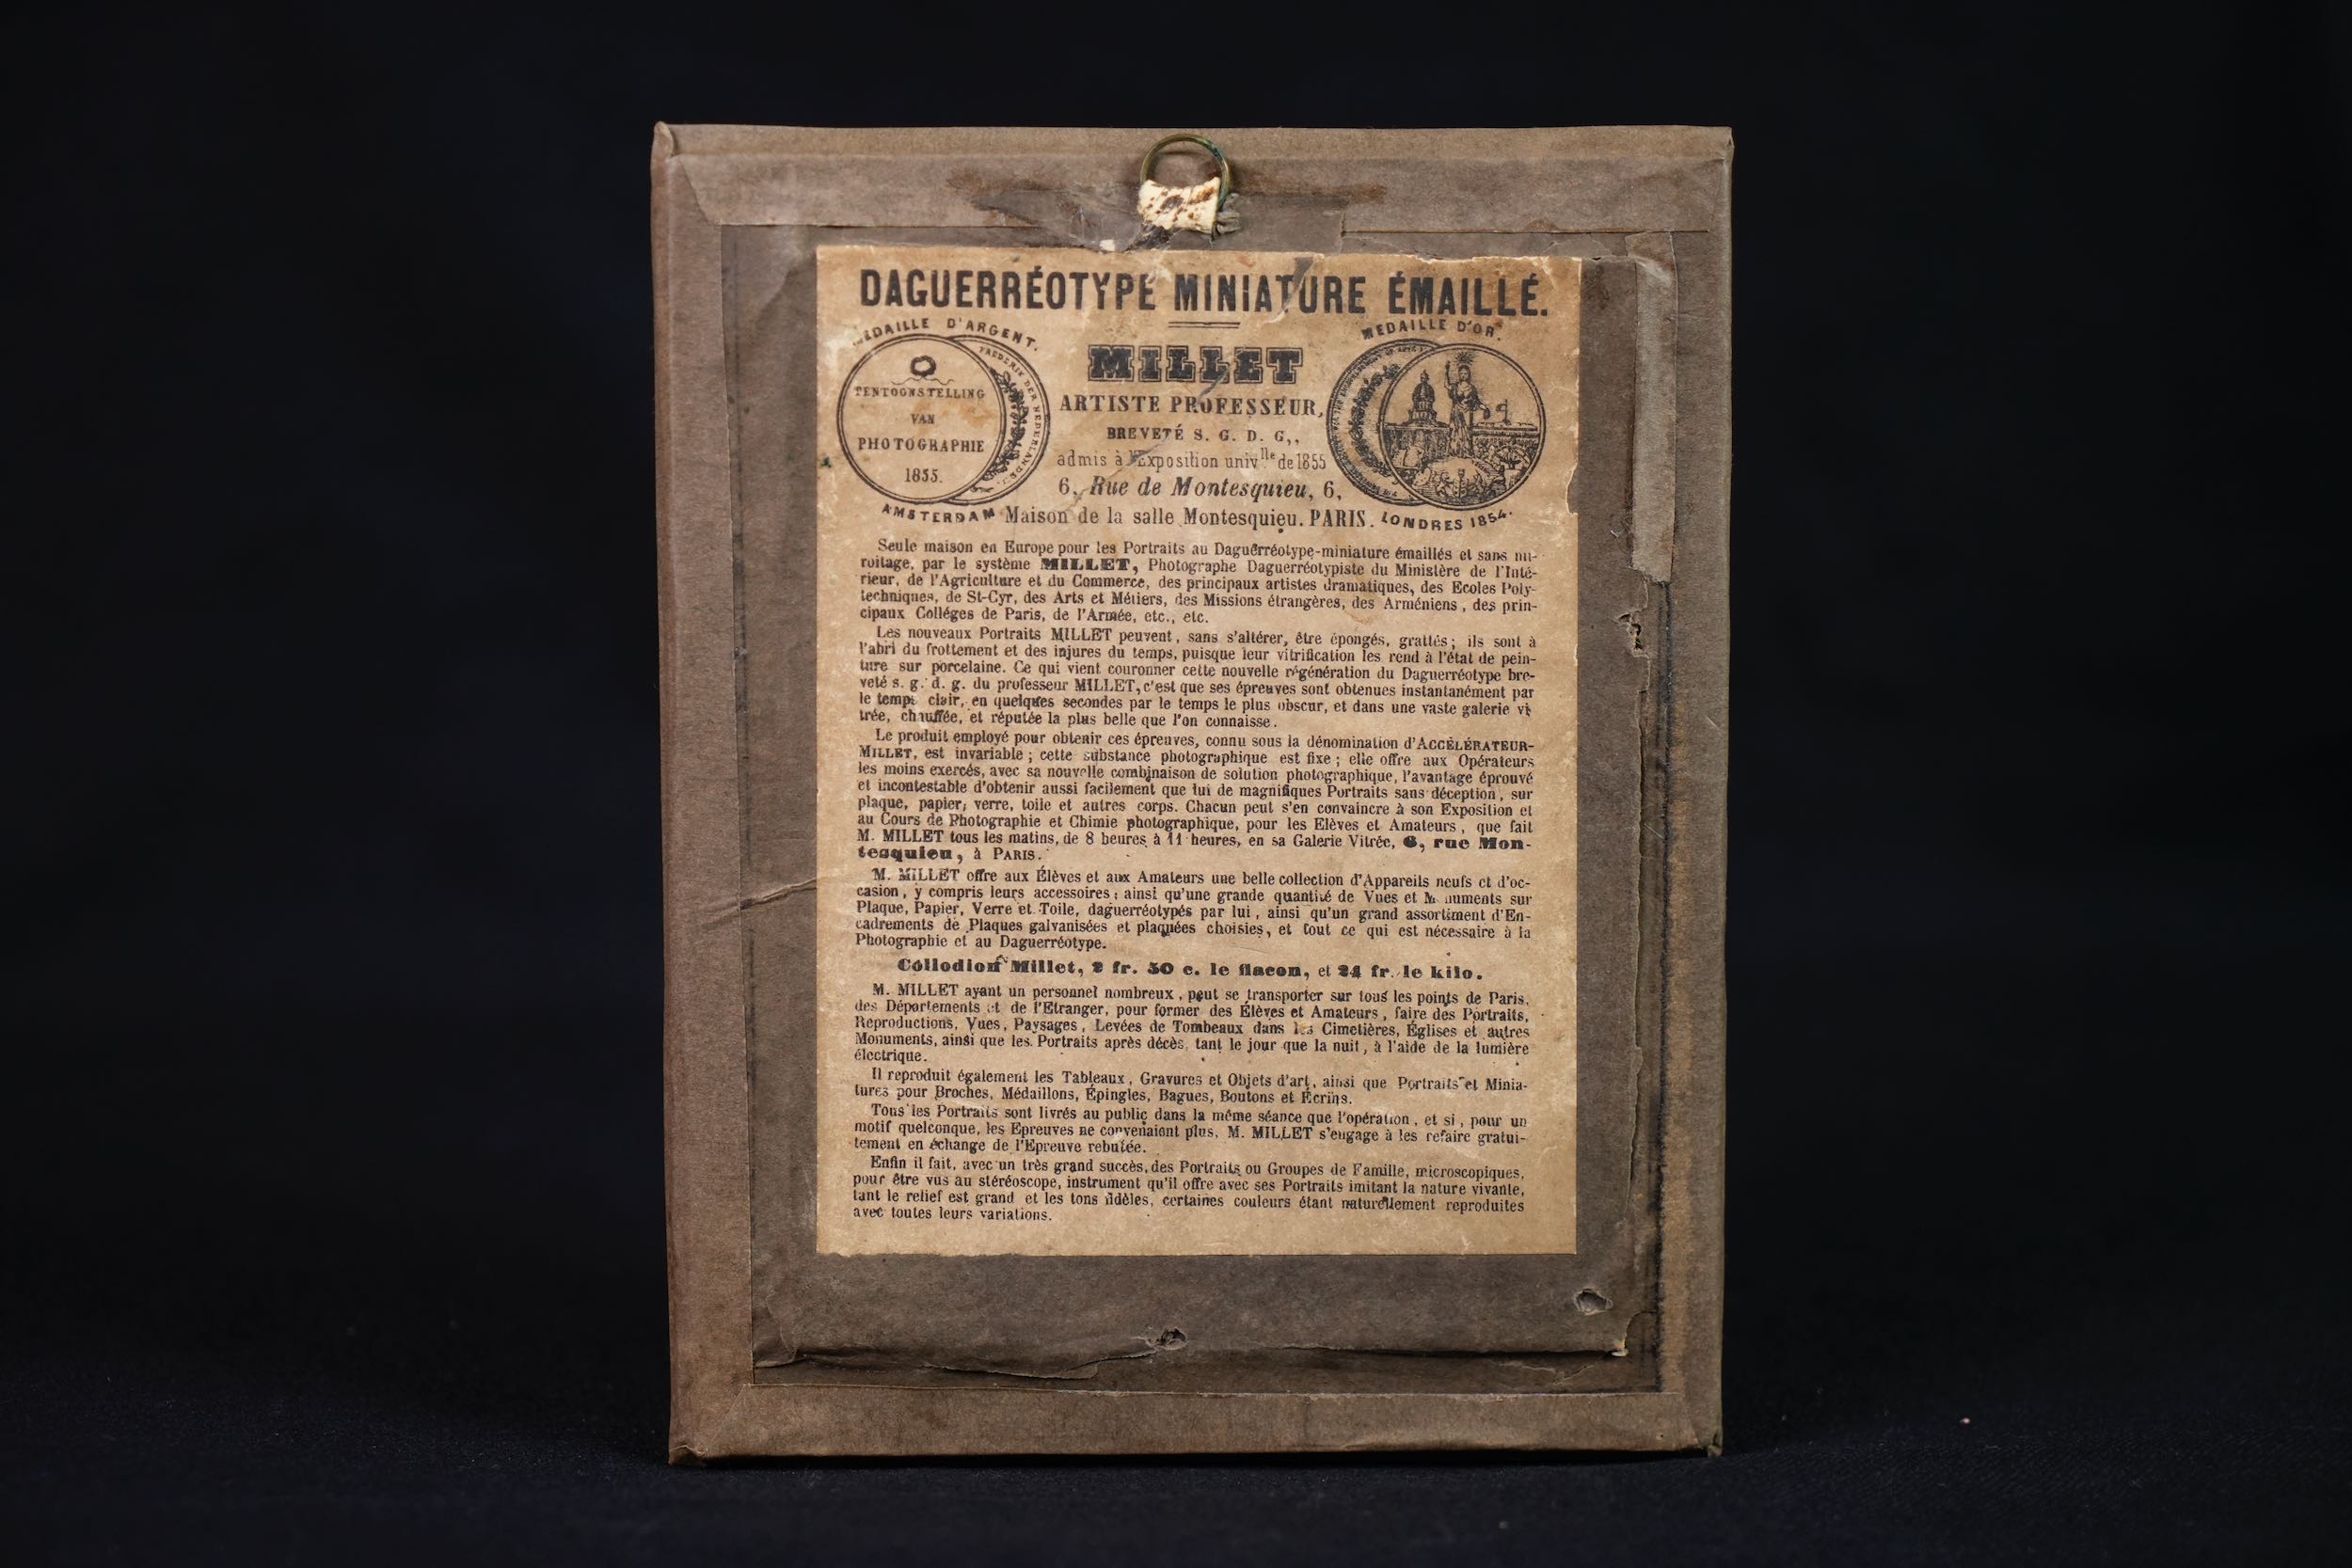 DAGUERRÉOTYPE MINIATURE ÉMAILLÉ.
MÉDAILLE D'ARGENT.
TENTOONSTELLING
VAN
PHOTOGRAPHIE
1855.
AMSTERDAM
MILLET
ARTISTE PROFESSEUR,
BREVETÉ S. G. D. G,,
admis à l'Exposition univlle de 1855
6, Rue de Montesquieu, 6,
Maison de la salle Montesquieu. PARIS.
MEDAILLE D'OR.
LONDRES 1854.
Seule maison en Europe pour les Portraits au Daguerréotype-miniature émaillés et sans mi-
roitage, par le système MILLET, Photographe Daguerréotypiste du Ministère de l'Inté-
rieur, de l'Agriculture et du Commerce, des principaux artistes dramatiques, des Ecoles Poly-
techniques, de St-Cyr, des Arts et Métiers, des Missions étrangères, des Arméniens, des prin-
cipaux Colléges de Paris, de l'Armée, etc., etc.
Les nouveaux Portraits MILLET peuvent, sans s'altérer, être épongés, grattés; ils sont à
l'abri du frottement et des injures du temps, puisque leur vitrification les rend à l'état de pein-
ture sur porcelaine. Ce qui vient couronner cette nouvelle régénération du Daguerréotype bre-
veté s. g. d. g. du professeur MILLET, c'est que ses épreuves sont obtenues instantanément par
le temps clair, en quelques secondes par le temps le plus obscur, et dans une vaste galerie vi
trée, chauffée, et réputée la plus belle que l'on connaisse.
Le produit employé pour obtenir ces épreuves, connu sous la dénomination d'ACCÉLÉRATEUR-
MILLET, est invariable; cette substance photographique est fixe; elle offre aux Opérateurs
les moins exercés, avec sa nouvelle combinaison de solution photographique, l'avantage éprouvé
et incontestable d'obtenir aussi facilement que lui de magnifiques Portraits sans déception, sur
plaque, papier, verre, toile et autres corps. Chacun peut s'en convaincre à son Exposition et
au Cours de Photographie et Chimie photographique, pour les Elèves et Amateurs, que fait
M. MILLET tous les matins, de 8 heures à 11 heures, en sa Galerie Vitrée, 6, rue Mon-
tesquieu, à PARIS.
M. MILLET offre aux Élèves et aux Amateurs une belle collection d'Appareils neufs et d'oc-
casion, y compris leurs accessoires; ainsi qu'une grande quantité de Vues et Monuments sur
Plaque, Papier, Verre et Toile, daguerréotypés par lui, ainsi qu'un grand assortiment d'En-
cadrements de Plaques galvanisées et plaquées choisies, et tout ce qui est nécessaire à la
Photographie et au Daguerréotype.
Collodion Millet, 2 fr. 50 c. le flacon, et 24 fr. le kilo.
M. MILLET ayant un personnel nombreux, peut se transporter sur tous les points de Paris,
des Départements et de l'Etranger, pour former des Élèves et Amateurs, faire des Portraits,
Reproductions, Vues, Paysages, Levées de Tombeaux dans les Cimetières, Églises et autres
Monuments, ainsi que les Portraits après décès, tant le jour que la nuit, à l'aide de la lumière
électrique.
Il reproduit également les Tableaux, Gravures et Objets d'art, ainsi que Portraits et Minia-
tures pour Broches, Médaillons, Épingles, Bagues, Boutons et Écrins.
Tous les Portraits sont livrés au public dans la même séance que l'opération, et si, pour un
motif quelconque, les Epreuves ne convenaient plus, M. MILLET s'engage à les refaire gratui-
tement en échange de l'Epreuve rebutée.
Enfin il fait, avec un très grand succès, des Portraits ou Groupes de Famille, microscopiques,
pour être vus au stéréoscope, instrument qu'il offre avec ses Portraits imitant la nature vivante,
tant le relief est grand et les tons fidèles, certaines couleurs étant naturellement reproduites
avec toutes leurs variations.